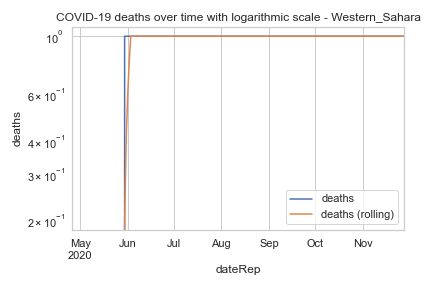 COVID-19 deaths over time with logarithmic scale - Western_Sahara
10⁰
6 × 10⁻¹
4 × 10⁻¹
3 × 10⁻¹
2 × 10⁻¹
deaths
deaths
deaths (rolling)
May Jun Jul Aug Sep Oct Nov
2020
dateRep